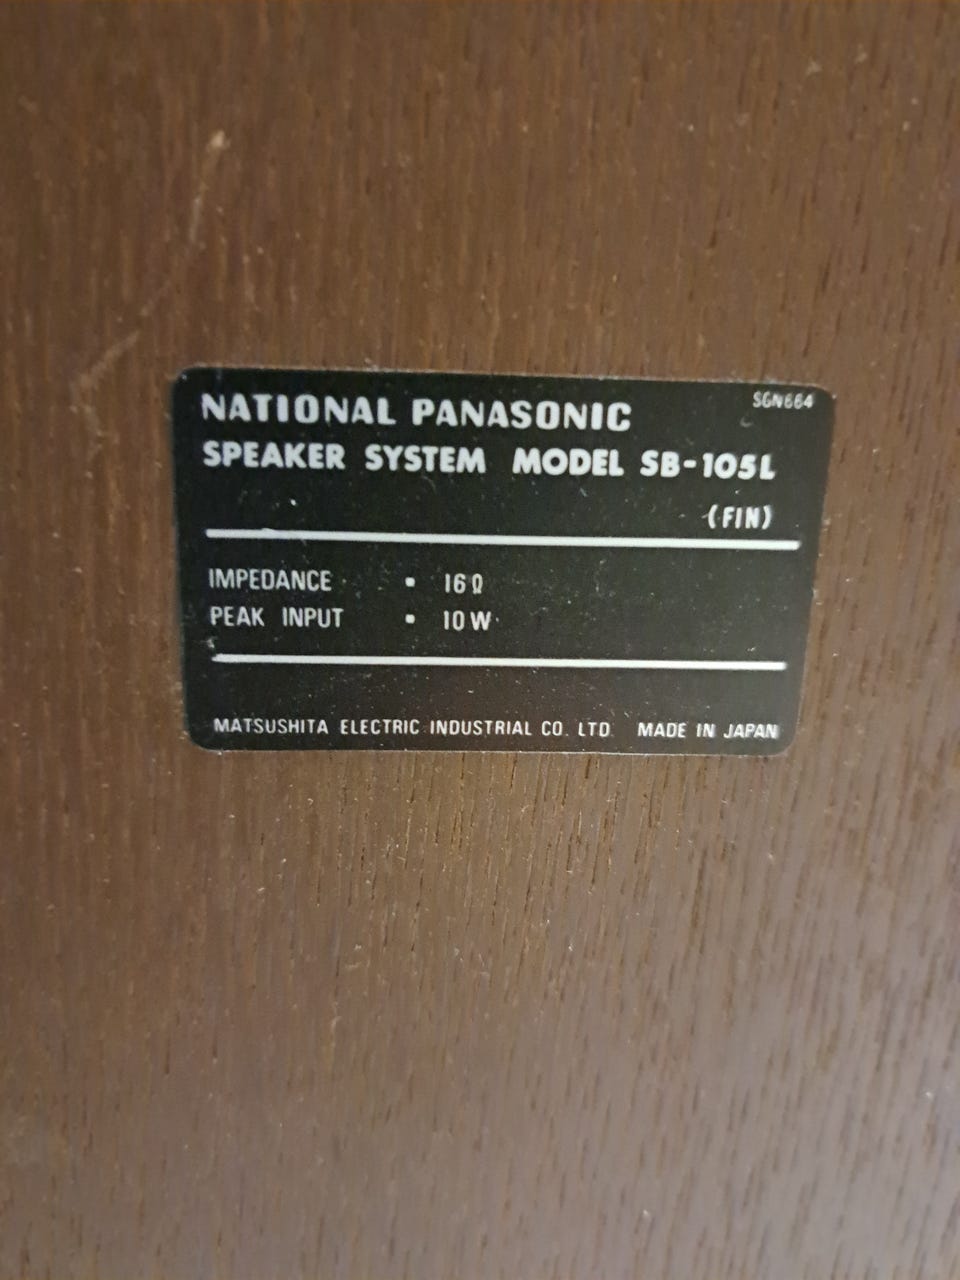 SGN664
NATIONAL PANASONIC
SPEAKER SYSTEM MODEL SB-105L
(FIN)
IMPEDANCE • 16Ω
PEAK INPUT • 10W
MATSUSHITA ELECTRIC INDUSTRIAL CO. LTD. MADE IN JAPAN